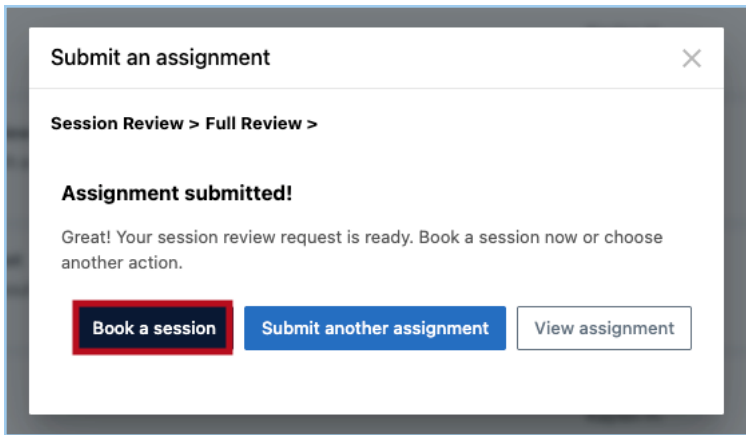 Submit an assignment
Session Review > Full Review >
Assignment submitted!
Great! Your session review request is ready. Book a session now or choose
another action.
Book a session
Submit another assignment
View assignment